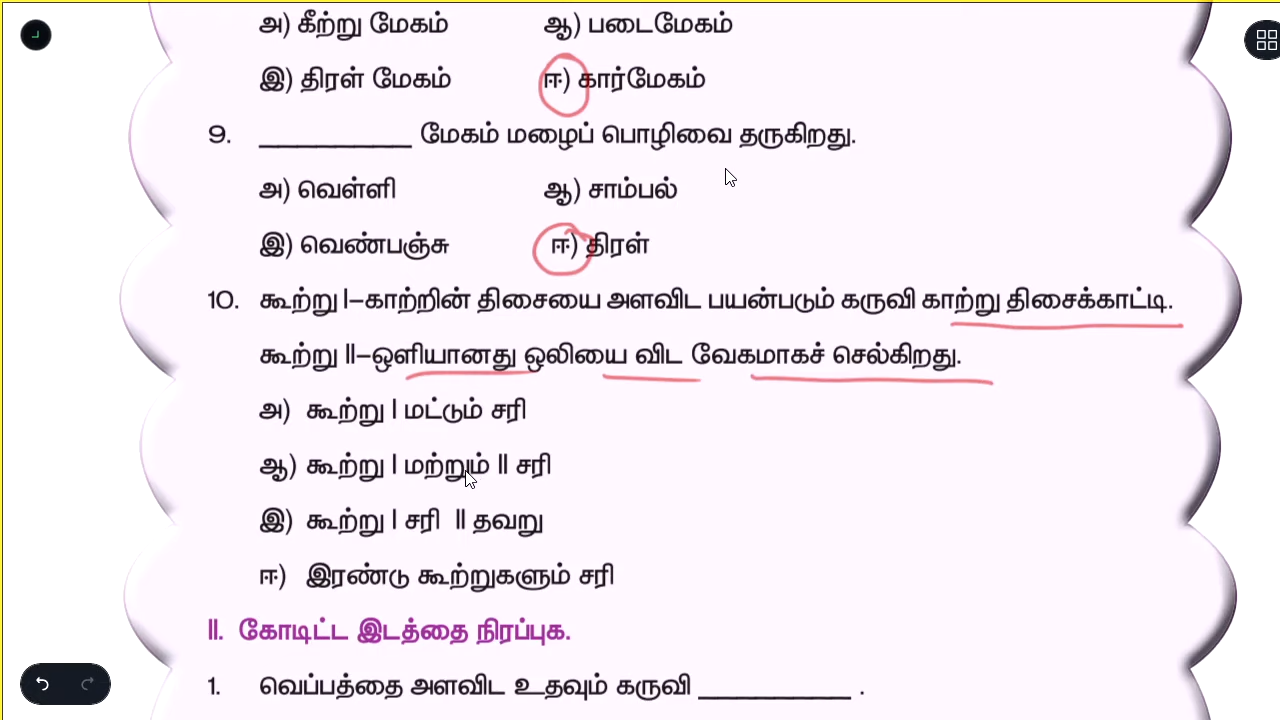 அ) கீற்று மேகம் ஆ) படைமேகம்
இ) திரள் மேகம் ஈ) கார்மேகம்
9. __________ மேகம் மழைப் பொழிவை தருகிறது.
அ) வெள்ளி ஆ) சாம்பல்
இ) வெண்பஞ்சு ஈ) திரள்
10. கூற்று I–காற்றின் திசையை அளவிட பயன்படும் கருவி காற்று திசைக்காட்டி.
கூற்று II–ஒளியானது ஒலியை விட வேகமாகச் செல்கிறது.
அ) கூற்று I மட்டும் சரி
ஆ) கூற்று I மற்றும் II சரி
இ) கூற்று I சரி II தவறு
ஈ) இரண்டு கூற்றுகளும் சரி
II. கோடிட்ட இடத்தை நிரப்புக.
1. வெப்பத்தை அளவிட உதவும் கருவி __________ .